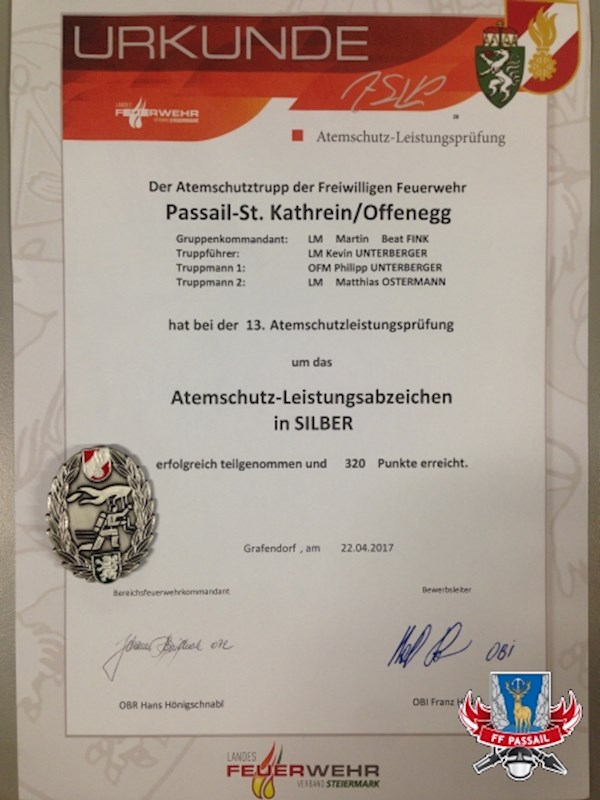 URKUNDE
LANDES
FEUERWEHR
VERBAND STEIERMARK
Atemschutz-Leistungsprüfung
Der Atemschutztrupp der Freiwilligen Feuerwehr
Passail-St. Kathrein/Offenegg
Gruppenkommandant: LM Martin Beat FINK
Truppführer: LM Kevin UNTERBERGER
Truppmann 1: OFM Philipp UNTERBERGER
Truppmann 2: LM Matthias OSTERMANN
hat bei der 13. Atemschutzleistungsprüfung
um das
Atemschutz-Leistungsabzeichen
in SILBER
erfolgreich teilgenommen und 320 Punkte erreicht.
Grafendorf , am 22.04.2017
Bereichsfeuerwehrkommandant Bewerbsleiter
OBI
OBR Hans Hönigschnabl OBI Franz
FF PASSAIL
LANDES
FEUERWEHR
VERBAND STEIERMARK